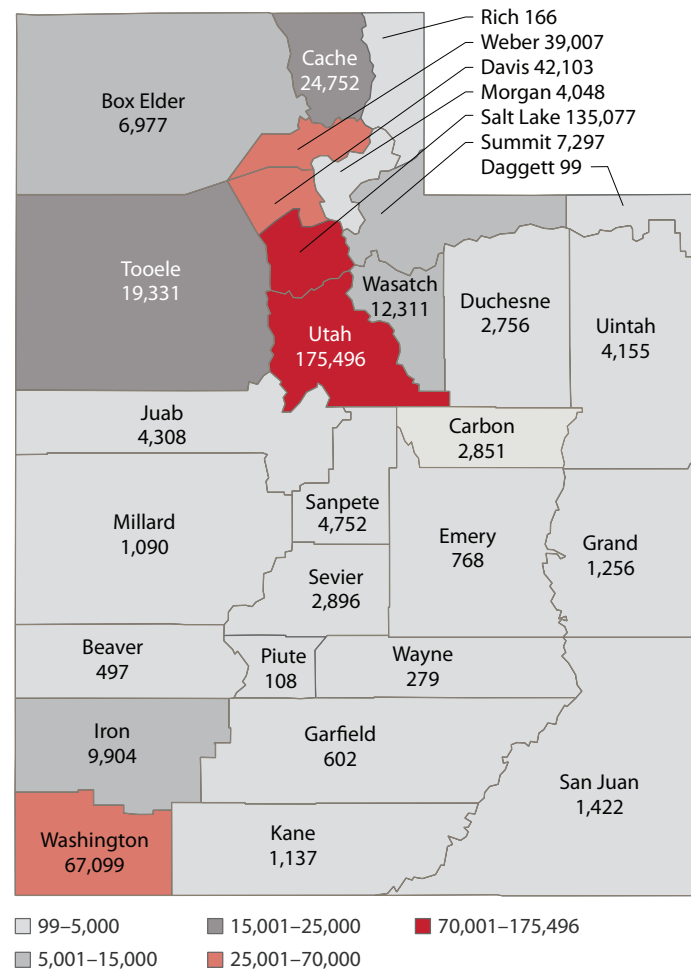 Rich 166
Weber 39,007
Davis 42,103
Morgan 4,048
Salt Lake 135,077
Summit 7,297
Daggett 99
Cache
24,752
Box Elder
6,977
Tooele
19,331
Wasatch
12,311
Duchesne
2,756
Uintah
4,155
Utah
175,496
Juab
4,308
Carbon
2,851
Sanpete
4,752
Millard
1,090
Emery
768
Grand
1,256
Sevier
2,896
Beaver
497
Piute
108
Wayne
279
Iron
9,904
Garfield
602
San Juan
1,422
Washington
67,099
Kane
1,137
99–5,000
15,001–25,000
70,001–175,496
5,001–15,000
25,001–70,000